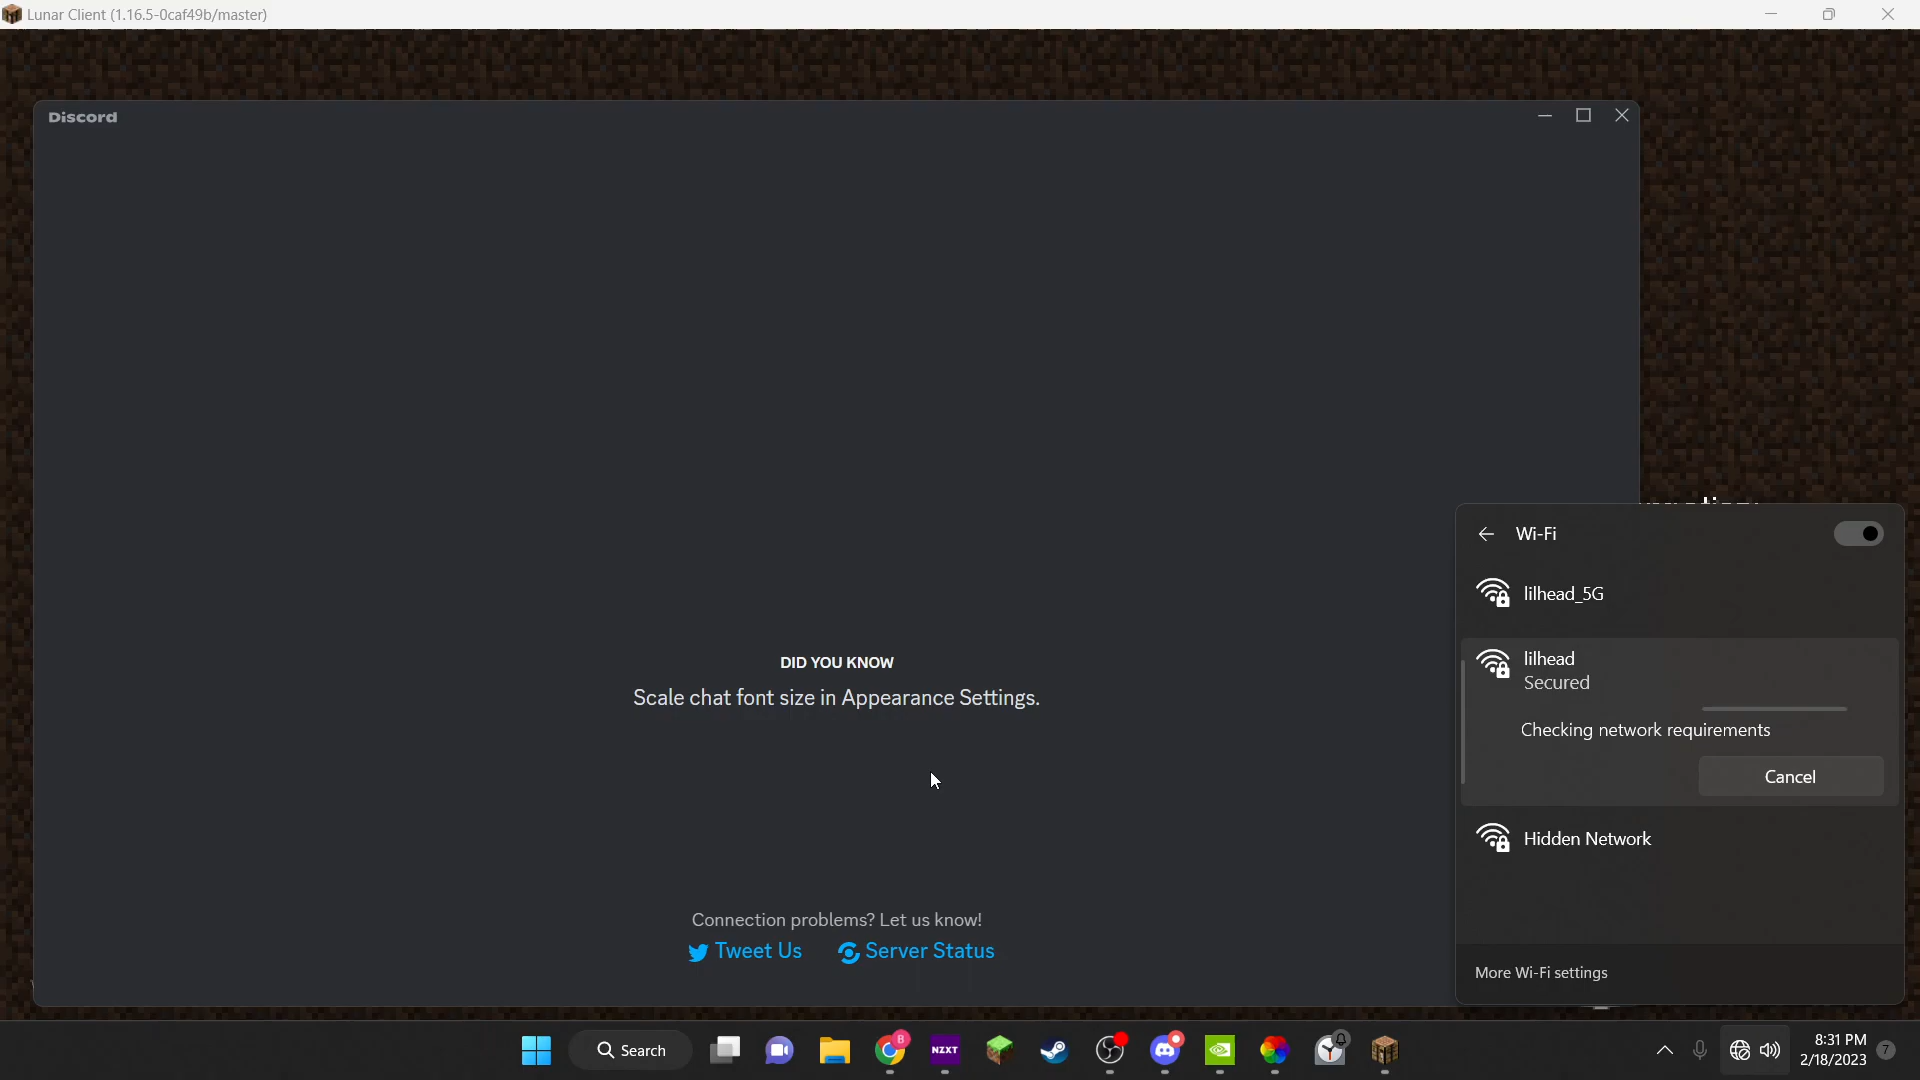 Lunar Client (1.16.5-0caf49b/master)
Discord
DID YOU KNOW
Scale chat font size in Appearance Settings.
Connection problems? Let us know!
Tweet Us Server Status
Wi-Fi
lilhead_5G
lilhead
Secured
Checking network requirements
Cancel
Hidden Network
More Wi-Fi settings
Search
B
NZXT
8:31 PM
2/18/2023
7